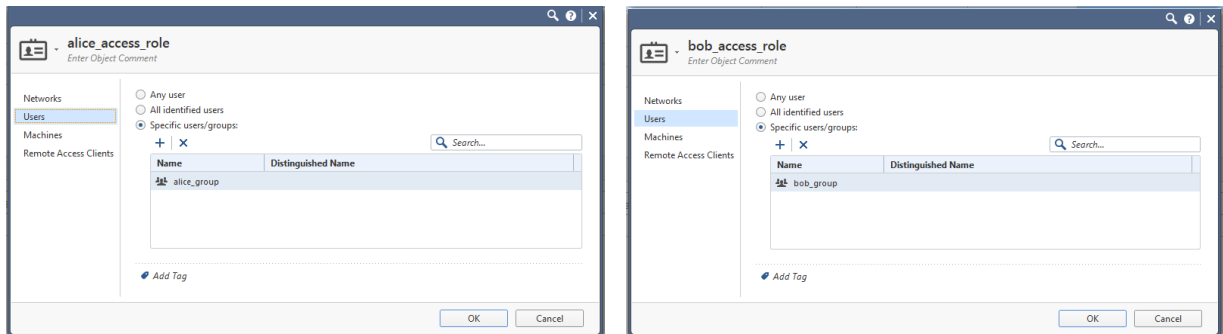 alice_access_role
Enter Object Comment
Networks
Users
Machines
Remote Access Clients
Any user
All identified users
Specific users/groups:
Search...
Name Distinguished Name
alice_group
Add Tag
OK Cancel
bob_access_role
Enter Object Comment
Networks
Users
Machines
Remote Access Clients
Any user
All identified users
Specific users/groups:
Search...
Name Distinguished Name
bob_group
Add Tag
OK Cancel